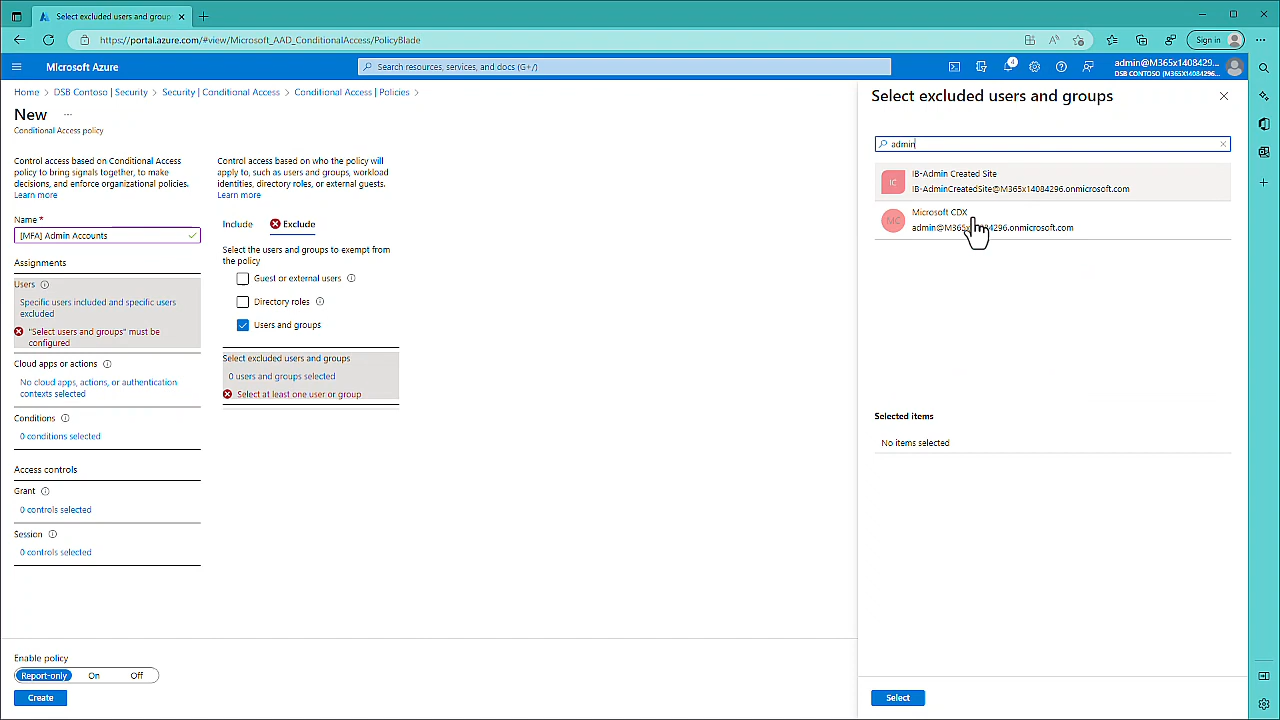 Select excluded users and group
https://portal.azure.com/#view/Microsoft_AAD_ConditionalAccess/PolicyBlade
Sign in
Microsoft Azure
Search resources, services, and docs (G+/)
4
admin@M365x1408429...
DSB CONTOSO (M365X14084296....
Home > DSB Contoso | Security > Security | Conditional Access > Conditional Access | Policies >
New ...
Conditional Access policy
Control access based on Conditional Access
policy to bring signals together, to make
decisions, and enforce organizational policies.
Learn more
Name *
[MFA] Admin Accounts
Assignments
Users
Specific users included and specific users
excluded
"Select users and groups" must be
configured
Cloud apps or actions
No cloud apps, actions, or authentication
contexts selected
Conditions
0 conditions selected
Access controls
Grant
0 controls selected
Session
0 controls selected
Enable policy
Report-only
On
Off
Create
Control access based on who the policy will
apply to, such as users and groups, workload
identities, directory roles, or external guests.
Learn more
Include
Exclude
Select the users and groups to exempt from
the policy
Guest or external users
Directory roles
Users and groups
Select excluded users and groups
0 users and groups selected
Select at least one user or group
Select excluded users and groups
admin
IC
IB-Admin Created Site
IB-AdminCreatedSite@M365x14084296.onmicrosoft.com
MC
Microsoft CDX
admin@M365x14084296.onmicrosoft.com
Selected items
No items selected
Select